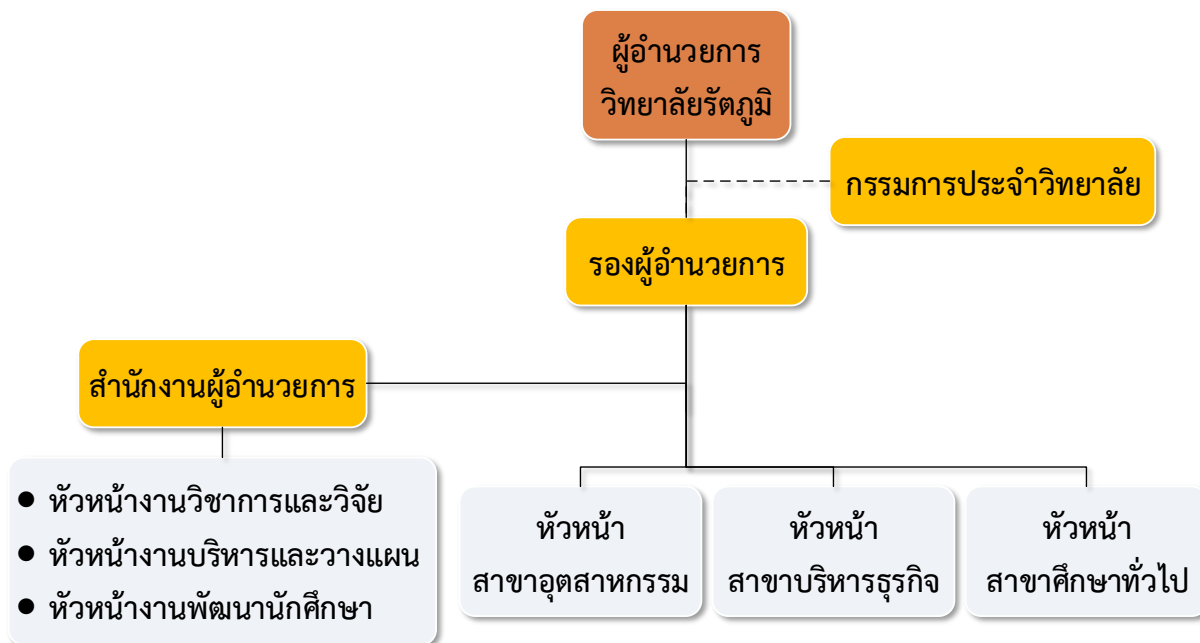 ผู้อำนวยการ
วิทยาลัยรัตภูมิ
กรรมการประจำวิทยาลัย
รองผู้อำนวยการ
สำนักงานผู้อำนวยการ
● หัวหน้างานวิชาการและวิจัย
● หัวหน้างานบริหารและวางแผน
● หัวหน้างานพัฒนานักศึกษา
หัวหน้า
สาขาอุตสาหกรรม
หัวหน้า
สาขาบริหารธุรกิจ
หัวหน้า
สาขาศึกษาทั่วไป